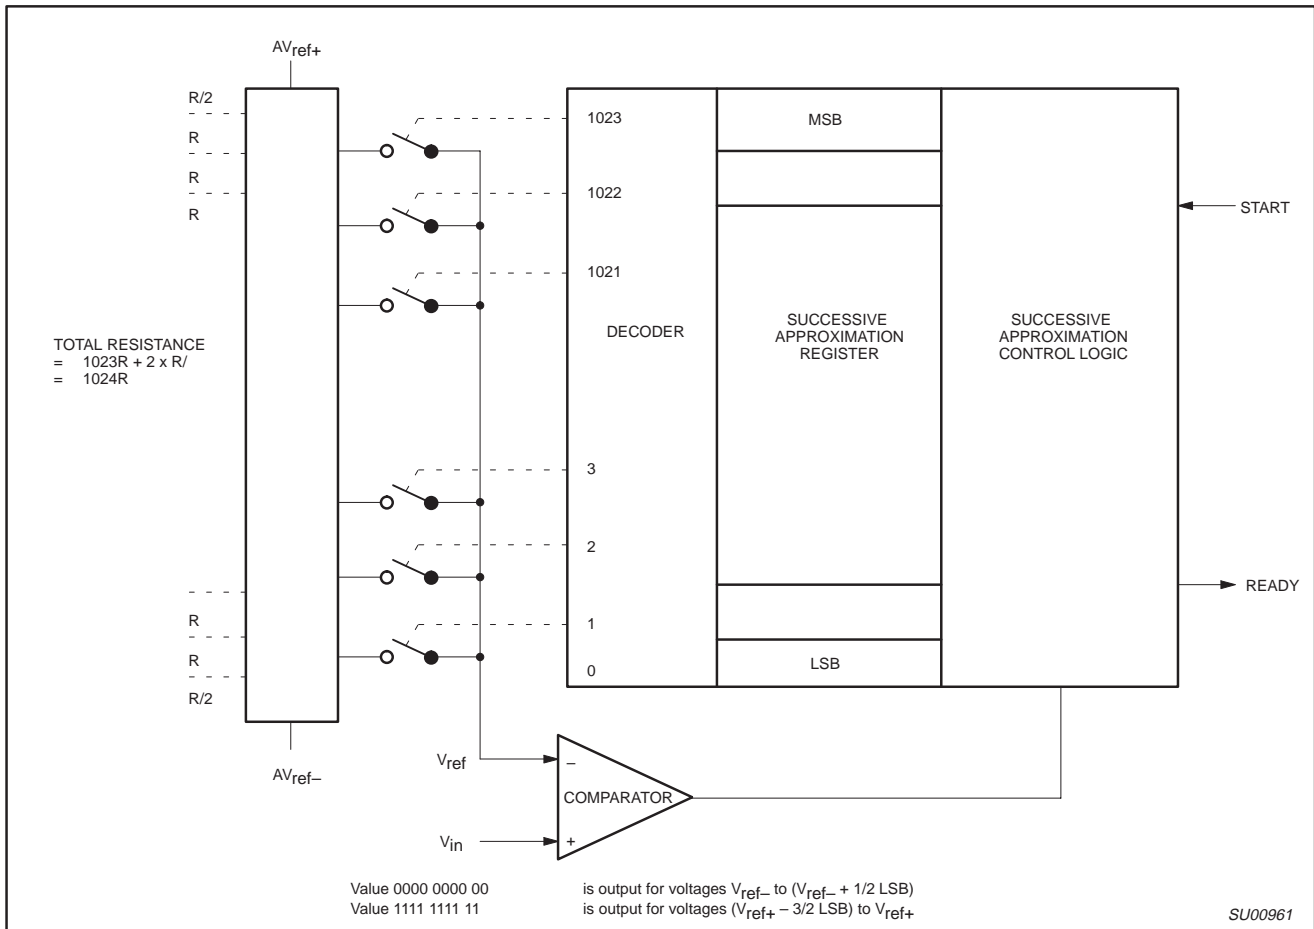 AVref+
R/2
R
R
R
1023
1022
1021
3
2
1
0
MSB
START
TOTAL RESISTANCE
= 1023R + 2 x R/
= 1024R
DECODER
SUCCESSIVE
APPROXIMATION
REGISTER
SUCCESSIVE
APPROXIMATION
CONTROL LOGIC
READY
R
R
R/2
LSB
AVref–
Vref
–
COMPARATOR
Vin
+
Value 0000 0000 00 is output for voltages Vref– to (Vref– + 1/2 LSB)
Value 1111 1111 11 is output for voltages (Vref+ – 3/2 LSB) to Vref+
SU00961